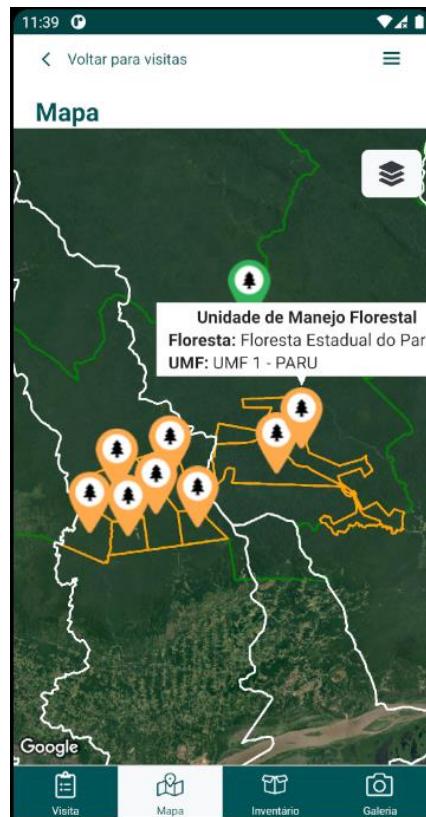 11:39
Voltar para visitas
Mapa
Unidade de Manejo Florestal
Floresta: Floresta Estadual do Par
UMF: UMF 1 - PARU
Google
Visita
Mapa
Inventário
Galeria